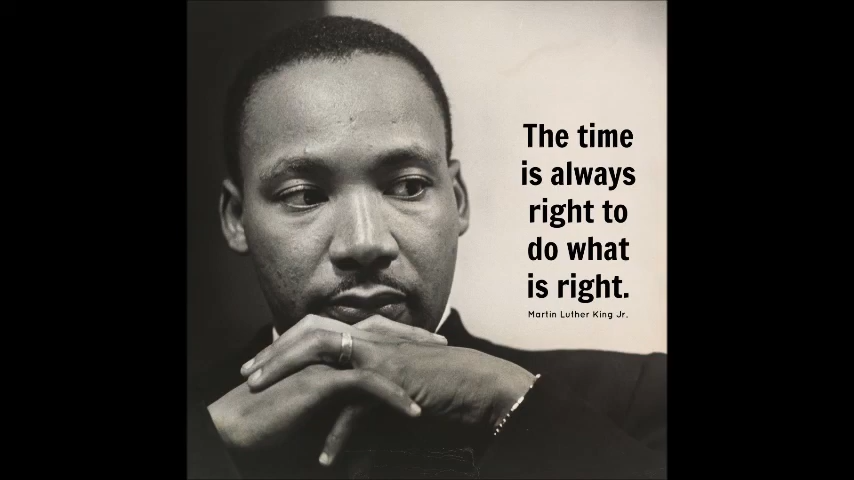 The time
is always
right to
do what
is right.
Martin Luther King Jr.